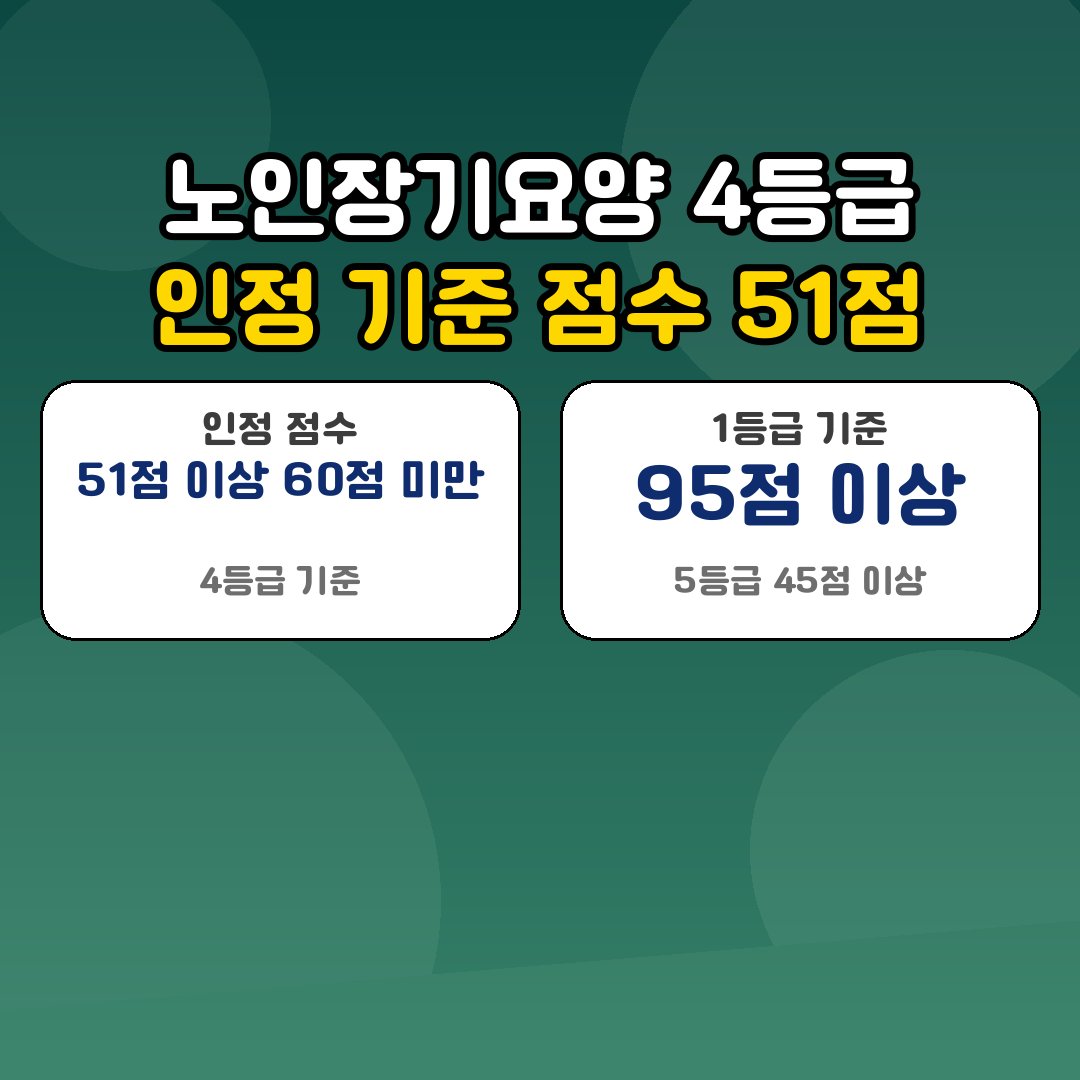 노인장기요양 4등급
인정 기준 점수 51점
인정 점수
51점 이상 60점 미만
4등급 기준
1등급 기준
95점 이상
5등급 45점 이상